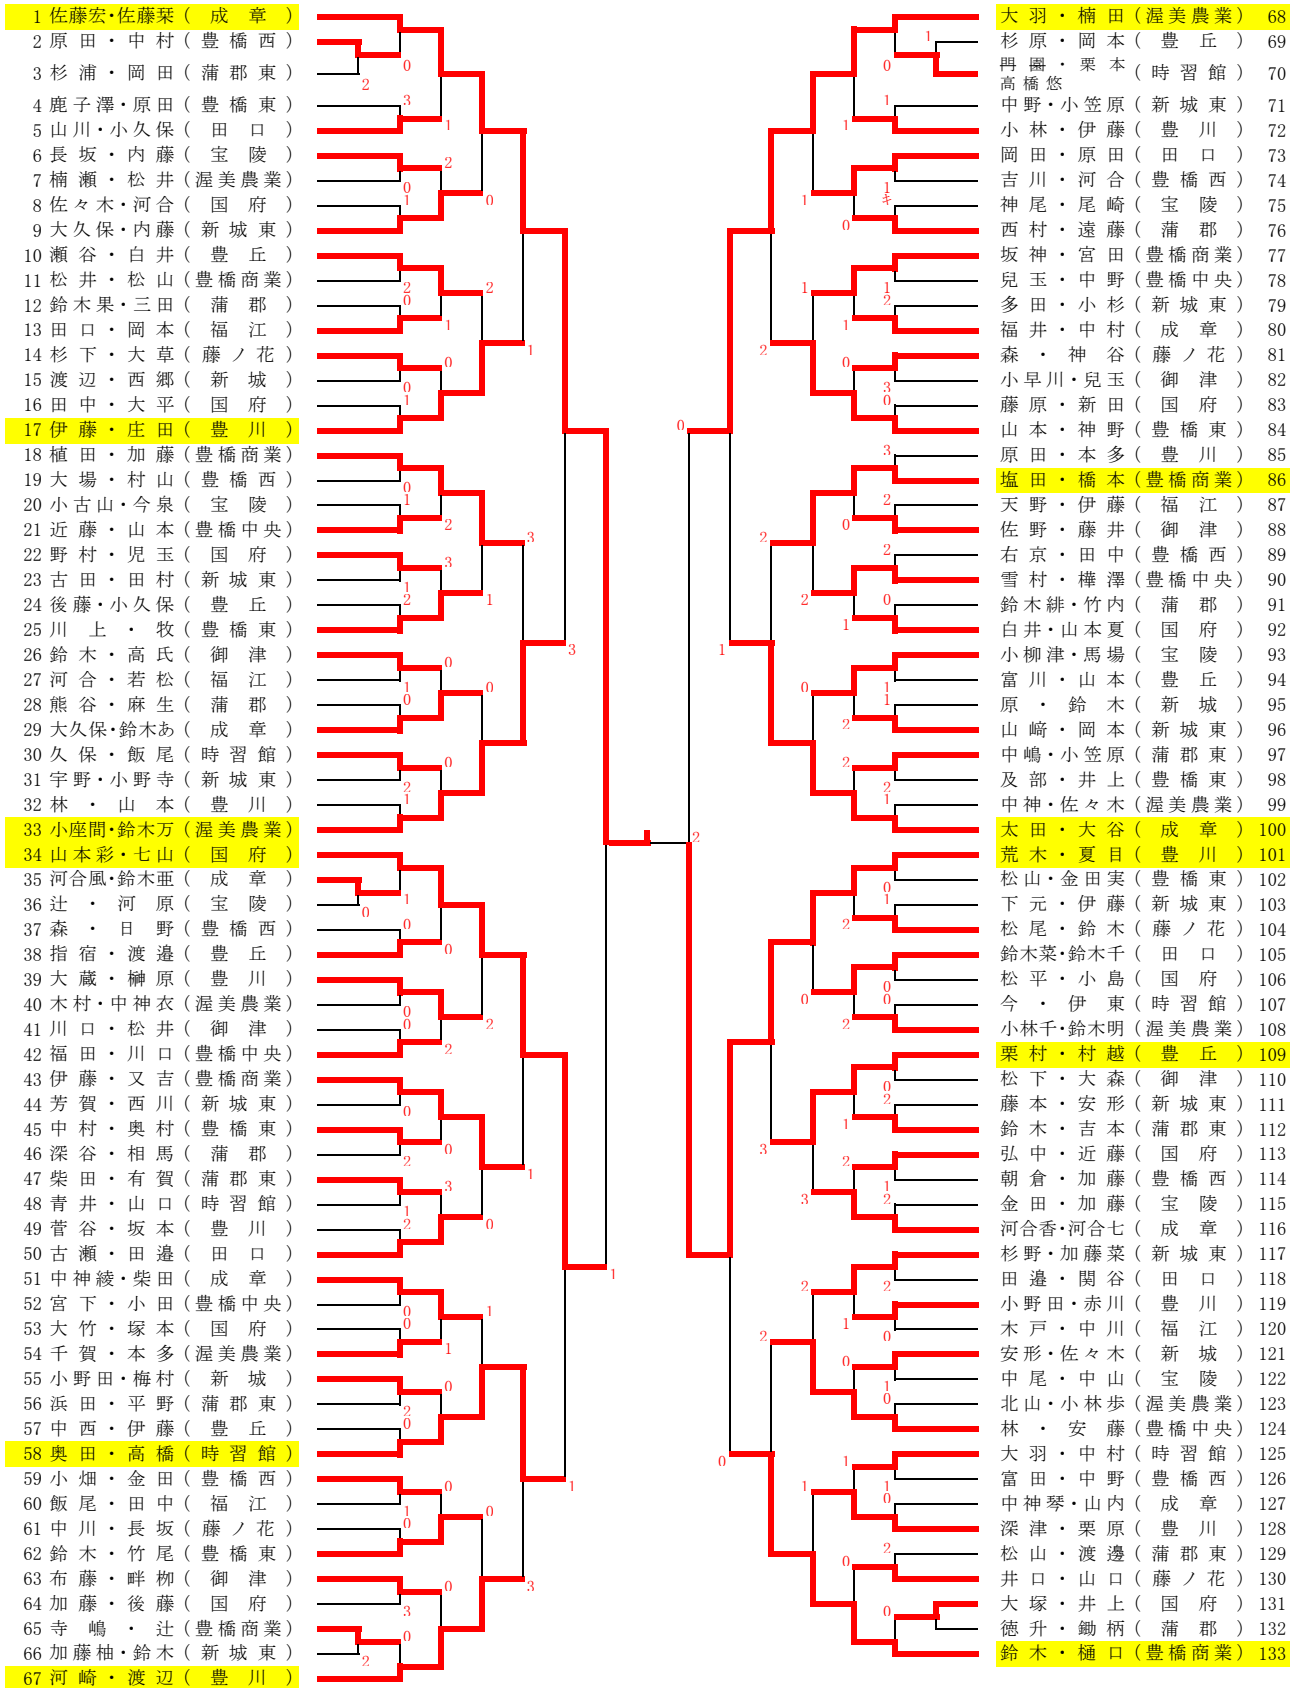 1 佐藤宏・佐藤栞 ( 成 章 )
2 原 田 ・ 中 村 ( 豊 橋 西 )
3 杉 浦 ・ 岡 田 ( 蒲 郡 東 )
4 鹿子澤・原田 ( 豊 橋 東 )
5 山川・小久保 ( 田 口 )
6 長 坂 ・ 内 藤 ( 宝 陵 )
7 楠 瀬 ・ 松 井 (渥美農業)
8 佐々木・河合 ( 国 府 )
9 大久保・内藤 ( 新 城 東 )
10 瀬 谷 ・ 白 井 ( 豊 丘 )
11 松 井 ・ 松 山 (豊橋商業)
12 鈴木果・三田 ( 蒲 郡 )
13 田 口 ・ 岡 本 ( 福 江 )
14 杉 下 ・ 大 草 ( 藤 ノ 花 )
15 渡 辺 ・ 西 郷 ( 新 城 )
16 田 中 ・ 大 平 ( 国 府 )
17 伊 藤 ・ 庄 田 ( 豊 川 )
18 植 田 ・ 加 藤 (豊橋商業)
19 大 場 ・ 村 山 ( 豊 橋 西 )
20 小古山・今泉 ( 宝 陵 )
21 近 藤 ・ 山 本 (豊橋中央)
22 野 村 ・ 児 玉 ( 国 府 )
23 古 田 ・ 田 村 ( 新 城 東 )
24 後藤・小久保 ( 豊 丘 )
25 川 上 ・ 牧 ( 豊 橋 東 )
26 鈴 木 ・ 高 氏 ( 御 津 )
27 河 合 ・ 若 松 ( 福 江 )
28 熊 谷 ・ 麻 生 ( 蒲 郡 )
29 大久保・鈴木あ ( 成 章 )
30 久 保 ・ 飯 尾 ( 時 習 館 )
31 宇野・小野寺 ( 新 城 東 )
32 林 ・ 山 本 ( 豊 川 )
33 小座間・鈴木万 (渥美農業)
34 山本彩・七山 ( 国 府 )
35 河合風・鈴木亜 ( 成 章 )
36 辻 ・ 河 原 ( 宝 陵 )
37 森 ・ 日 野 ( 豊 橋 西 )
38 指 宿 ・ 渡 邉 ( 豊 丘 )
39 大 蔵 ・ 榊 原 ( 豊 川 )
40 木村・中神衣 (渥美農業)
41 川 口 ・ 松 井 ( 御 津 )
42 福 田 ・ 川 口 (豊橋中央)
43 伊 藤 ・ 又 吉 (豊橋商業)
44 芳 賀 ・ 西 川 ( 新 城 東 )
45 中 村 ・ 奥 村 ( 豊 橋 東 )
46 深 谷 ・ 相 馬 ( 蒲 郡 )
47 柴 田 ・ 有 賀 ( 蒲 郡 東 )
48 青 井 ・ 山 口 ( 時 習 館 )
49 菅 谷 ・ 坂 本 ( 豊 川 )
50 古 瀬 ・ 田 邉 ( 田 口 )
51 中神綾・柴田 ( 成 章 )
52 宮 下 ・ 小 田 (豊橋中央)
53 大 竹 ・ 塚 本 ( 国 府 )
54 千 賀 ・ 本 多 (渥美農業)
55 小野田・梅村 ( 新 城 )
56 浜 田 ・ 平 野 ( 蒲 郡 東 )
57 中 西 ・ 伊 藤 ( 豊 丘 )
58 奥 田 ・ 高 橋 ( 時 習 館 )
59 小 畑 ・ 金 田 ( 豊 橋 西 )
60 飯 尾 ・ 田 中 ( 福 江 )
61 中 川 ・ 長 坂 ( 藤 ノ 花 )
62 鈴 木 ・ 竹 尾 ( 豊 橋 東 )
63 布 藤 ・ 畔 栁 ( 御 津 )
64 加 藤 ・ 後 藤 ( 国 府 )
65 寺 嶋 ・ 辻 (豊橋商業)
66 加藤柚・鈴木 ( 新 城 東 )
67 河 崎 ・ 渡 辺 ( 豊 川 )
大 羽 ・ 楠 田 (渥美農業) 68
杉 原 ・ 岡 本 ( 豊 丘 ) 69
・ 栗 本 ( 時 習 館 ) 70
高 橋 悠
中野・小笠原 ( 新 城 東 ) 71
小 林 ・ 伊 藤 ( 豊 川 ) 72
岡 田 ・ 原 田 ( 田 口 ) 73
吉 川 ・ 河 合 ( 豊 橋 西 ) 74
神 尾 ・ 尾 崎 ( 宝 陵 ) 75
西 村 ・ 遠 藤 ( 蒲 郡 ) 76
坂 神 ・ 宮 田 (豊橋商業) 77
兒 玉 ・ 中 野 (豊橋中央) 78
多 田 ・ 小 杉 ( 新 城 東 ) 79
福 井 ・ 中 村 ( 成 章 ) 80
森 ・ 神 谷 ( 藤 ノ 花 ) 81
小早川・兒玉 ( 御 津 ) 82
藤 原 ・ 新 田 ( 国 府 ) 83
山 本 ・ 神 野 ( 豊 橋 東 ) 84
原 田 ・ 本 多 ( 豊 川 ) 85
塩 田 ・ 橋 本 (豊橋商業) 86
天 野 ・ 伊 藤 ( 福 江 ) 87
佐 野 ・ 藤 井 ( 御 津 ) 88
右 京 ・ 田 中 ( 豊 橋 西 ) 89
雪 村 ・ 樺 澤 (豊橋中央) 90
鈴木緋・竹内 ( 蒲 郡 ) 91
白井・山本夏 ( 国 府 ) 92
小柳津・馬場 ( 宝 陵 ) 93
富 川 ・ 山 本 ( 豊 丘 ) 94
原 ・ 鈴 木 ( 新 城 ) 95
山 﨑 ・ 岡 本 ( 新 城 東 ) 96
中嶋・小笠原 ( 蒲 郡 東 ) 97
及 部 ・ 井 上 ( 豊 橋 東 ) 98
中神・佐々木 (渥美農業) 99
太 田 ・ 大 谷 ( 成 章 ) 100
荒 木 ・ 夏 目 ( 豊 川 ) 101
松山・金田実 ( 豊 橋 東 ) 102
下 元 ・ 伊 藤 ( 新 城 東 ) 103
松 尾 ・ 鈴 木 ( 藤 ノ 花 ) 104
鈴木菜・鈴木千 ( 田 口 ) 105
松 平 ・ 小 島 ( 国 府 ) 106
今 ・ 伊 東 ( 時 習 館 ) 107
小林千・鈴木明 (渥美農業) 108
栗 村 ・ 村 越 ( 豊 丘 ) 109
松 下 ・ 大 森 ( 御 津 ) 110
藤 本 ・ 安 形 ( 新 城 東 ) 111
鈴 木 ・ 吉 本 ( 蒲 郡 東 ) 112
弘 中 ・ 近 藤 ( 国 府 ) 113
朝 倉 ・ 加 藤 ( 豊 橋 西 ) 114
金 田 ・ 加 藤 ( 宝 陵 ) 115
河合香・河合七 ( 成 章 ) 116
杉野・加藤菜 ( 新 城 東 ) 117
田 邉 ・ 関 谷 ( 田 口 ) 118
小野田・赤川 ( 豊 川 ) 119
木 戸 ・ 中 川 ( 福 江 ) 120
安形・佐々木 ( 新 城 ) 121
中 尾 ・ 中 山 ( 宝 陵 ) 122
北山・小林歩 (渥美農業) 123
林 ・ 安 藤 (豊橋中央) 124
大 羽 ・ 中 村 ( 時 習 館 ) 125
富 田 ・ 中 野 ( 豊 橋 西 ) 126
中神琴・山内 ( 成 章 ) 127
深 津 ・ 栗 原 ( 豊 川 ) 128
松 山 ・ 渡 邊 ( 蒲 郡 東 ) 129
井 口 ・ 山 口 ( 藤 ノ 花 ) 130
大 塚 ・ 井 上 ( 国 府 ) 131
徳 升 ・ 鋤 柄 ( 蒲 郡 ) 132
鈴 木 ・ 樋 口 (豊橋商業) 133